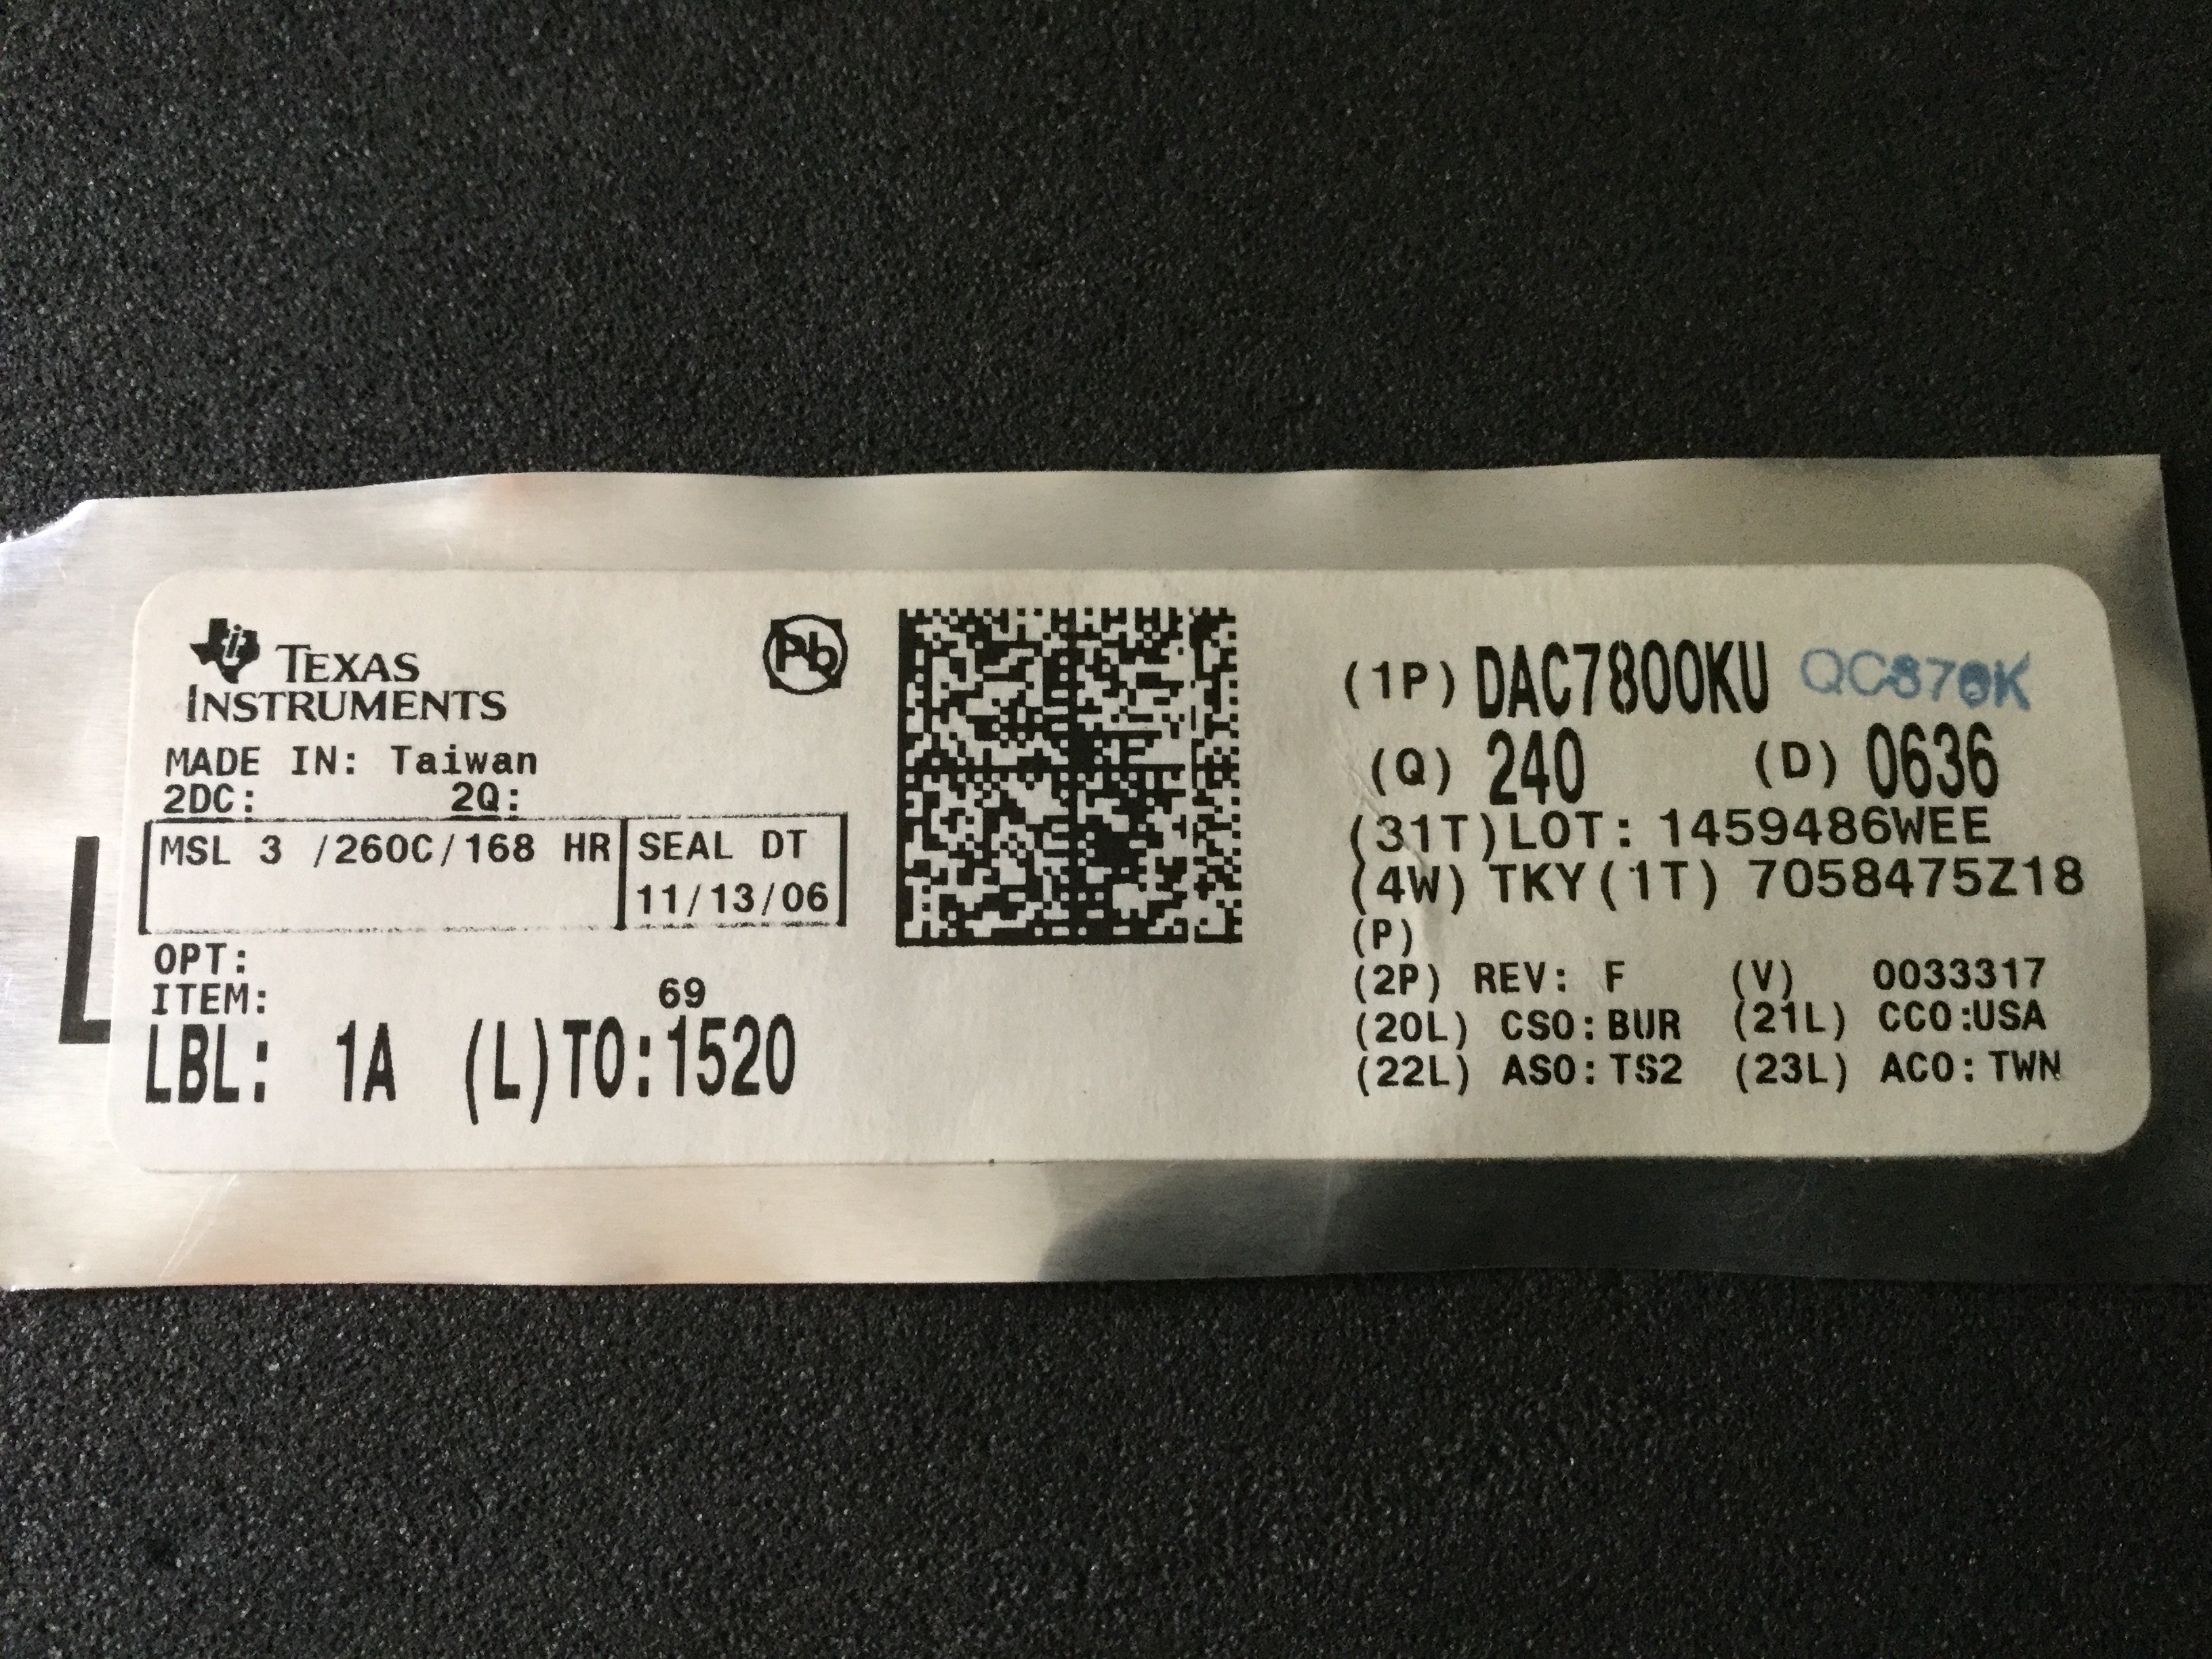 TEXAS
INSTRUMENTS
Pb
MADE IN: Taiwan
2DC: 2Q:
MSL 3 /260C/168 HR
SEAL DT
11/13/06
OPT:
ITEM:
69
LBL: 1A (L)TO:1520
(1P) DAC7800KU QC870K
(Q) 240 (D) 0636
(31T)LOT: 1459486WEE
(4W) TKY(1T) 7058475Z18
(P)
(2P) REV: F (V) 0033317
(20L) CSO:BUR (21L) CCO:USA
(22L) ASO:TS2 (23L) ACO:TWN